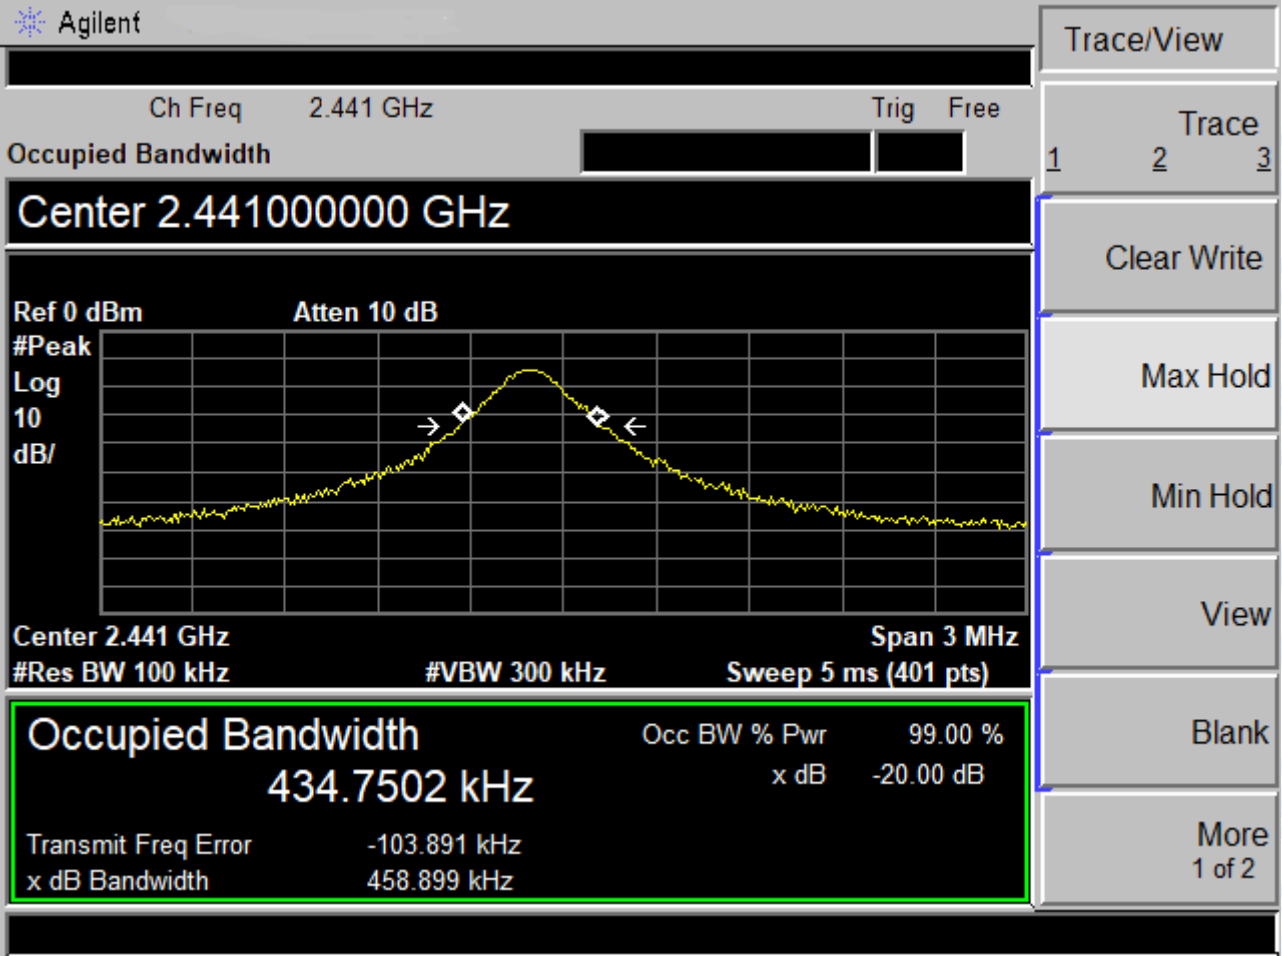 Agilent
Trace/View
Ch Freq 2.441 GHz Trig Free
Occupied Bandwidth
Center 2.441000000 GHz
Ref 0 dBm Atten 10 dB
#Peak
Log
10
dB/
Center 2.441 GHz Span 3 MHz
#Res BW 100 kHz #VBW 300 kHz Sweep 5 ms (401 pts)
Occupied Bandwidth
434.7502 kHz
Occ BW % Pwr 99.00 %
x dB -20.00 dB
Transmit Freq Error -103.891 kHz
x dB Bandwidth 458.899 kHz
Trace
1 2 3
Clear Write
Max Hold
Min Hold
View
Blank
More
1 of 2